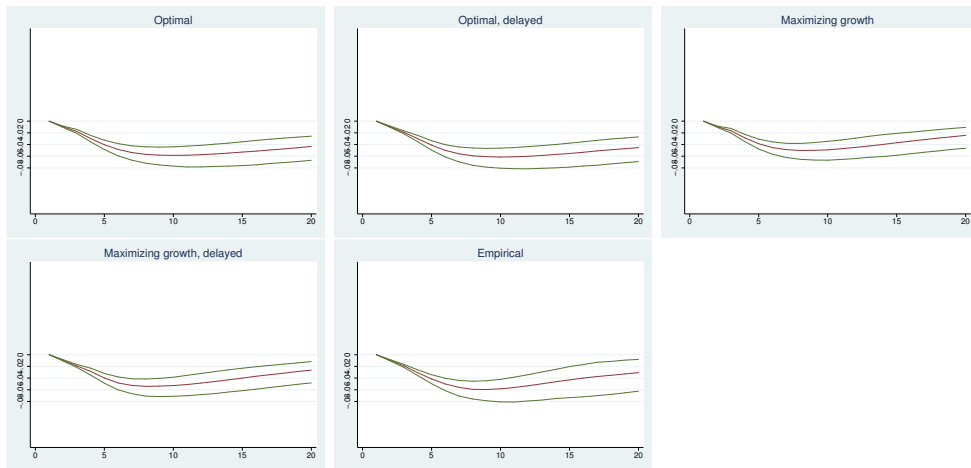 Optimal
Optimal, delayed
Maximizing growth
-.08-.06-.04-.02 0
-.08-.06-.04-.02 0
-.08-.06-.04-.02 0
0 5 10 15 20
0 5 10 15 20
0 5 10 15 20
Maximizing growth, delayed
Empirical
-.08-.06-.04-.02 0
-.08-.06-.04-.02 0
0 5 10 15 20
0 5 10 15 20